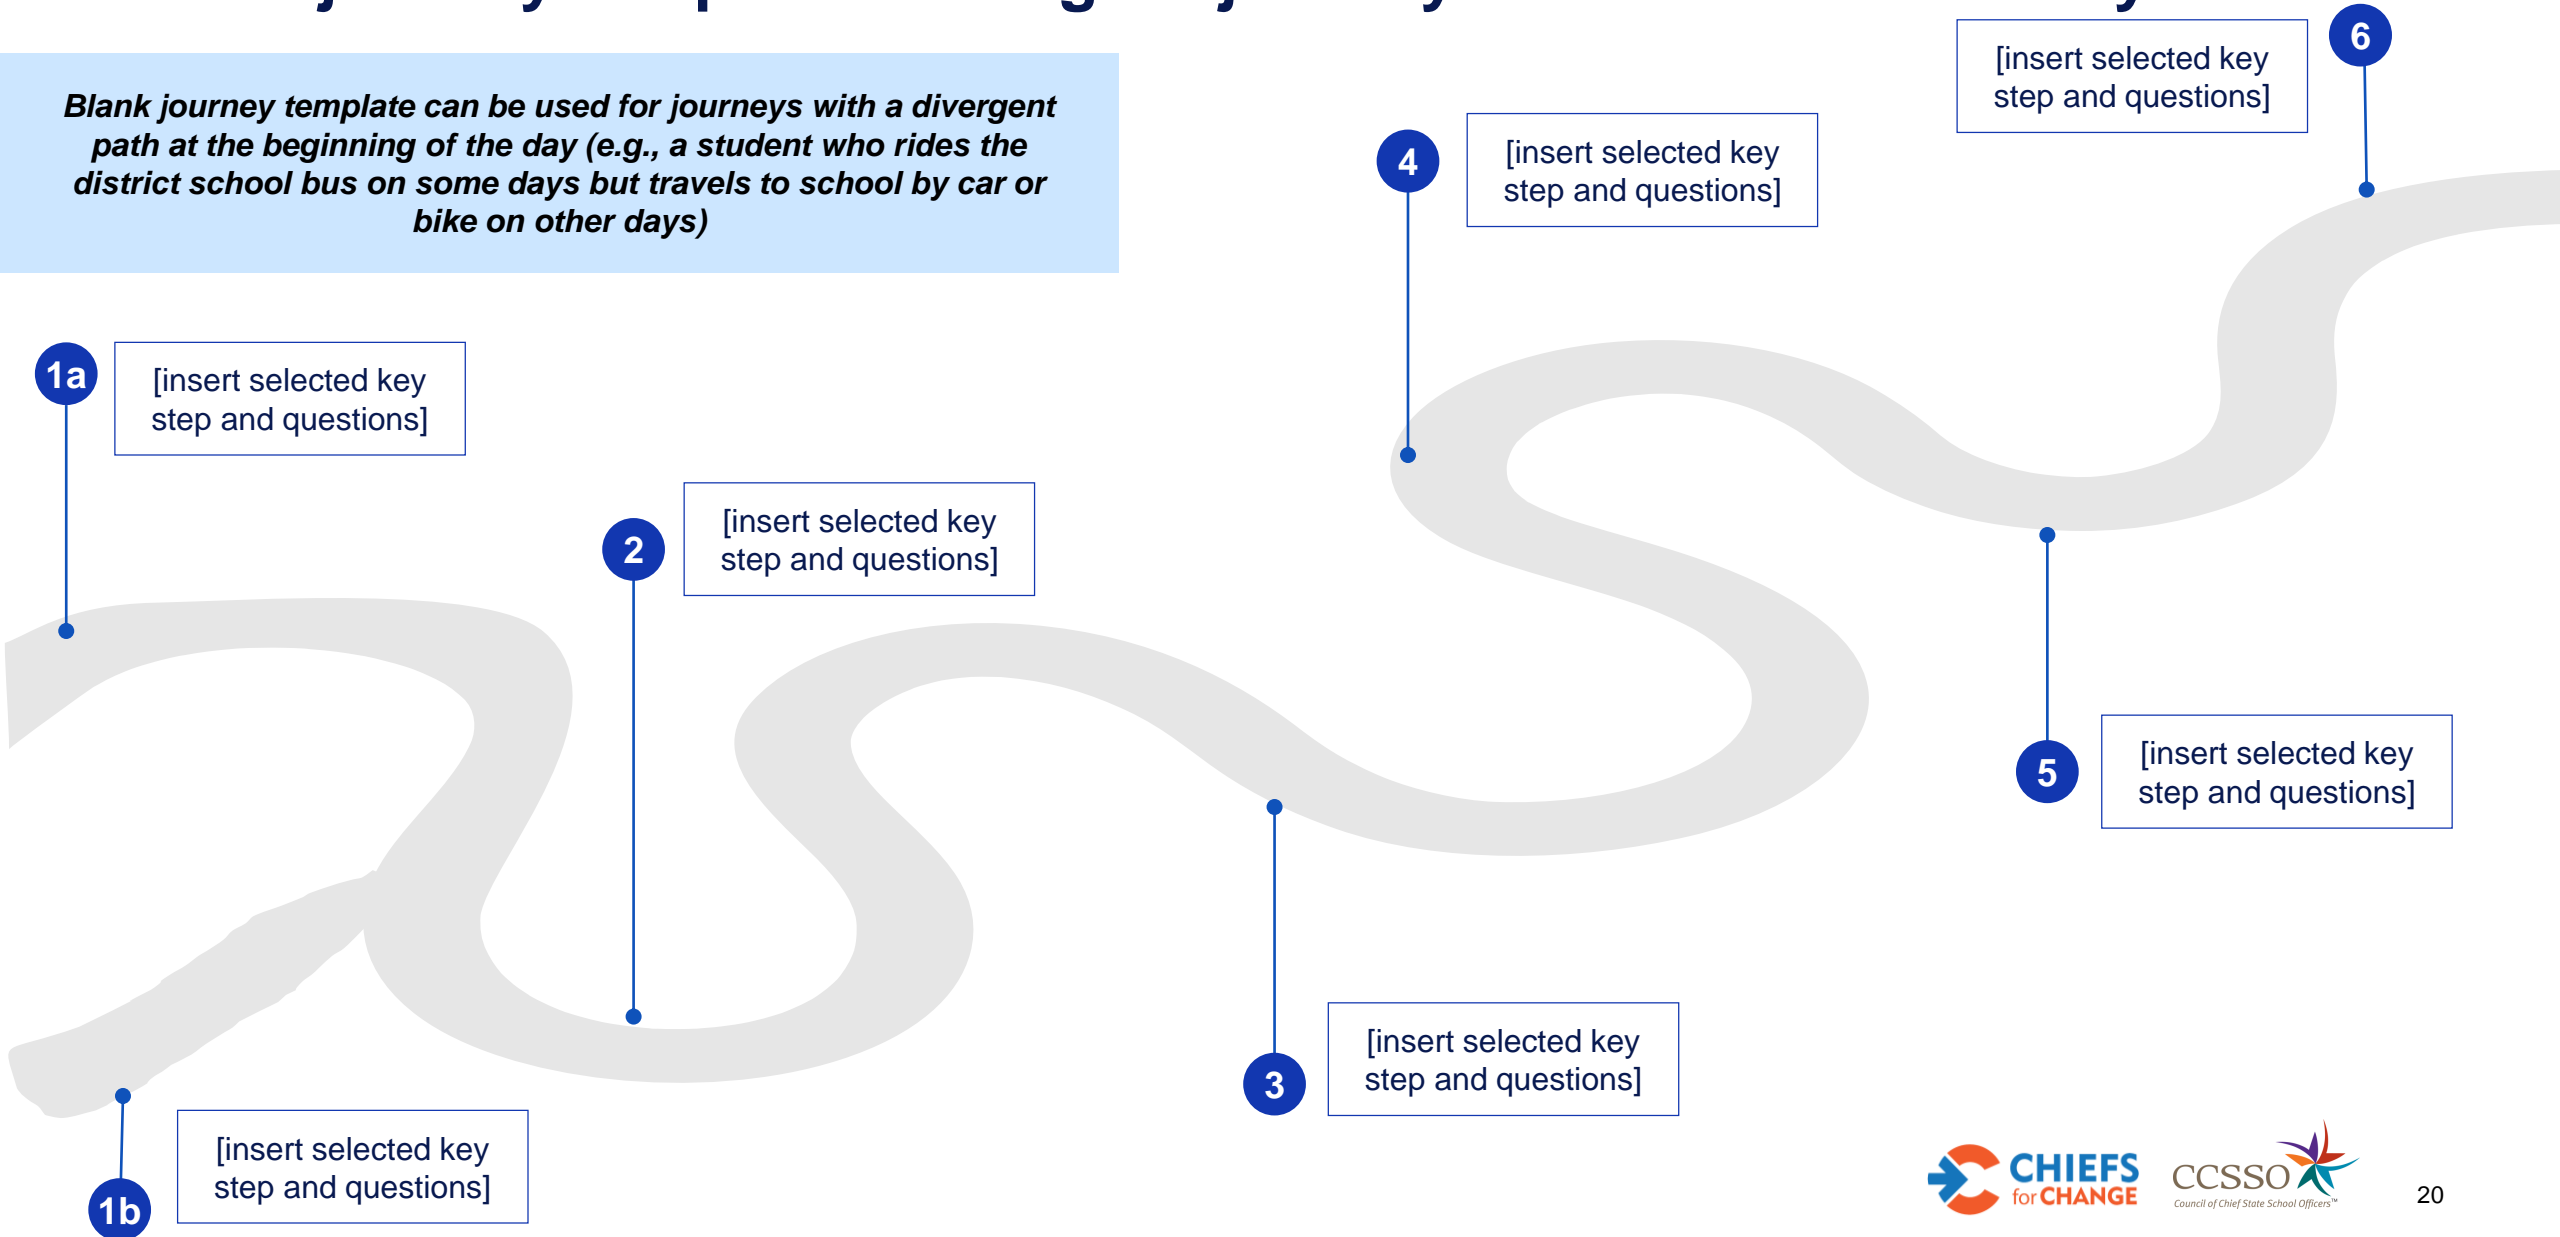 Blank journey template can be used for journeys with a divergent
path at the beginning of the day (e.g., a student who rides the
district school bus on some days but travels to school by car or
bike on other days)
6
[insert selected key
step and questions]
4
[insert selected key
step and questions]
1a
[insert selected key
step and questions]
2
[insert selected key
step and questions]
5
[insert selected key
step and questions]
3
[insert selected key
step and questions]
1b
[insert selected key
step and questions]
CHIEFS
for CHANGE
CCSSO
Council of Chief State School Officers™
20